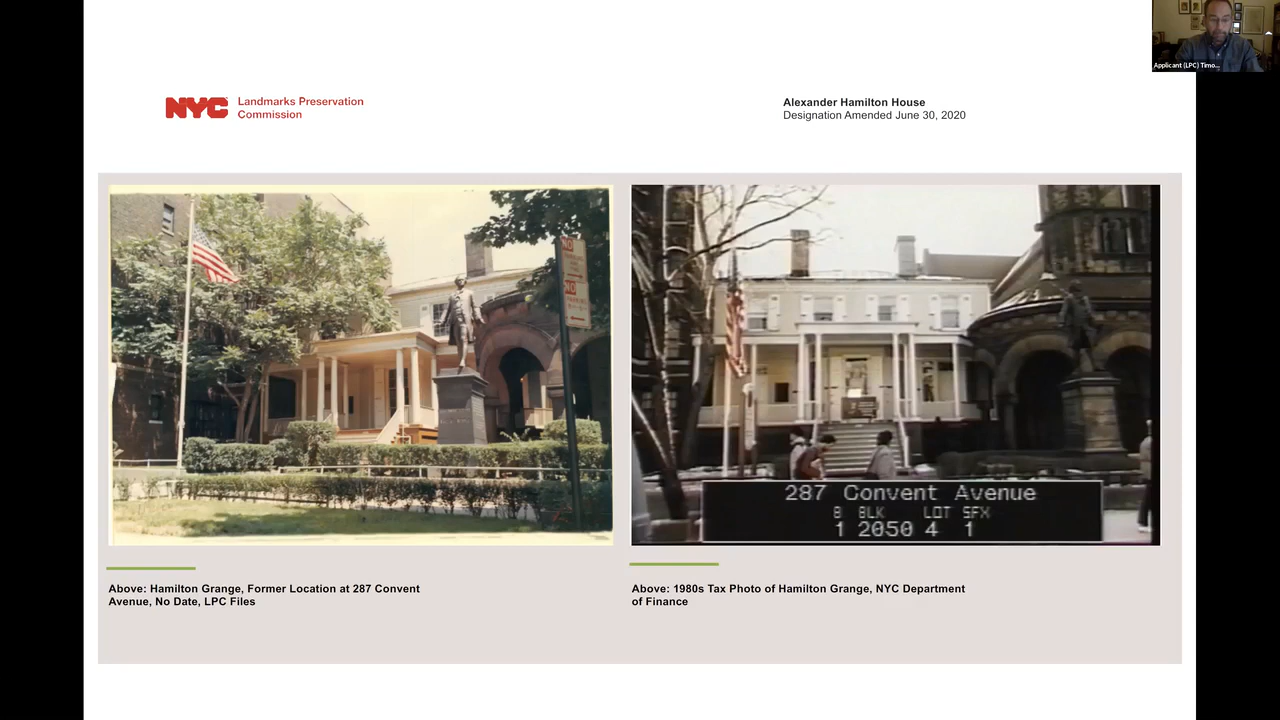 Applicant (LPC) Timo...
NYC Landmarks Preservation
Commission
Alexander Hamilton House
Designation Amended June 30, 2020
NO
NO
287 Convent Avenue
B BLK LOT SFX
1 2050 4 1
Above: Hamilton Grange, Former Location at 287 Convent
Avenue, No Date, LPC Files
Above: 1980s Tax Photo of Hamilton Grange, NYC Department
of Finance